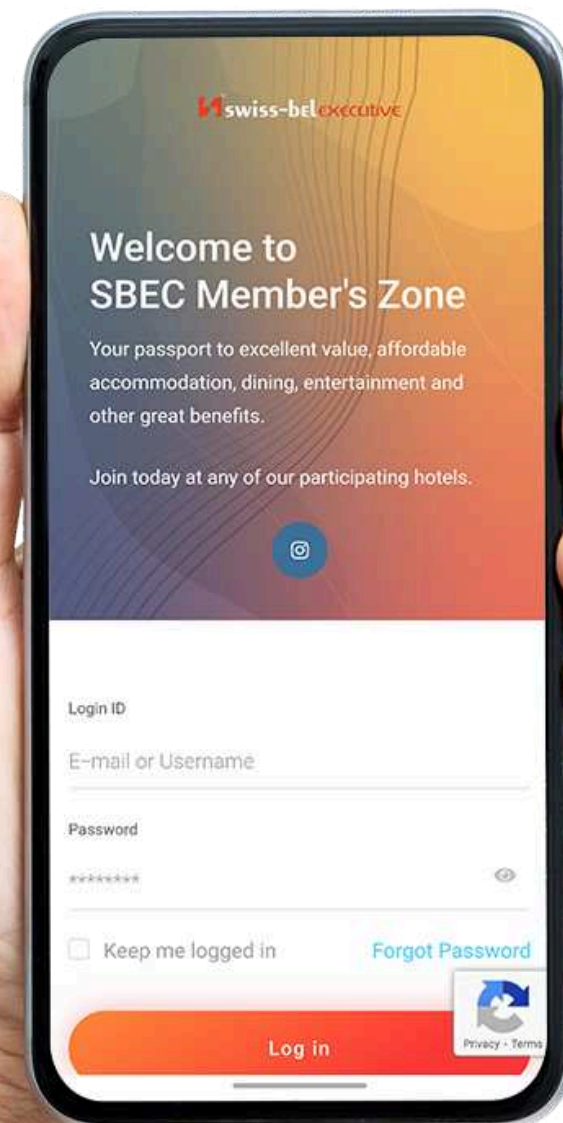 swiss-belexecutive
Welcome to
SBEC Member's Zone
Your passport to excellent value, affordable
accommodation, dining, entertainment and
other great benefits.
Join today at any of our participating hotels.
Login ID
E-mail or Username
Password
********
Keep me logged in
Forgot Password
Log in
Privacy - Terms